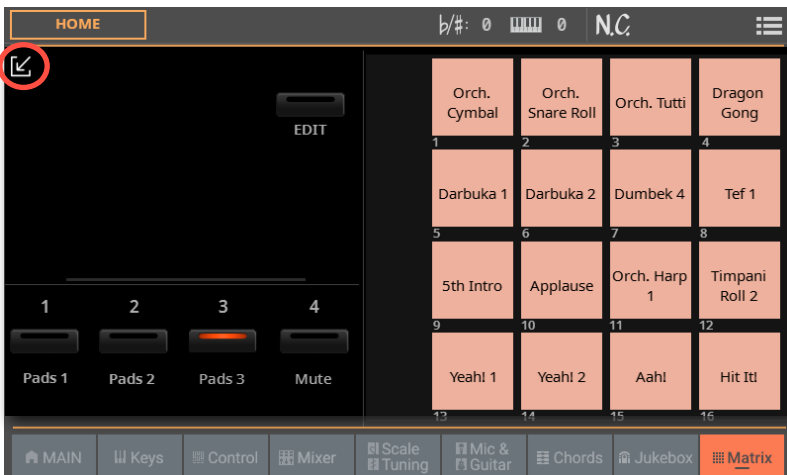 HOME
♭/#: 0
0
N.C.
EDIT
1 2 3 4
Pads 1 Pads 2 Pads 3 Mute
Orch. Cymbal
1
Orch. Snare Roll
2
Orch. Tutti
3
Dragon Gong
4
Darbuka 1
5
Darbuka 2
6
Dumbek 4
7
Tef 1
8
5th Intro
9
Applause
10
Orch. Harp 1
11
Timpani Roll 2
12
Yeah! 1
13
Yeah! 2
14
Aah!
15
Hit It!
16
MAIN
Keys
Control
Mixer
Scale
Tuning
Mic &
Guitar
Chords
Jukebox
Matrix